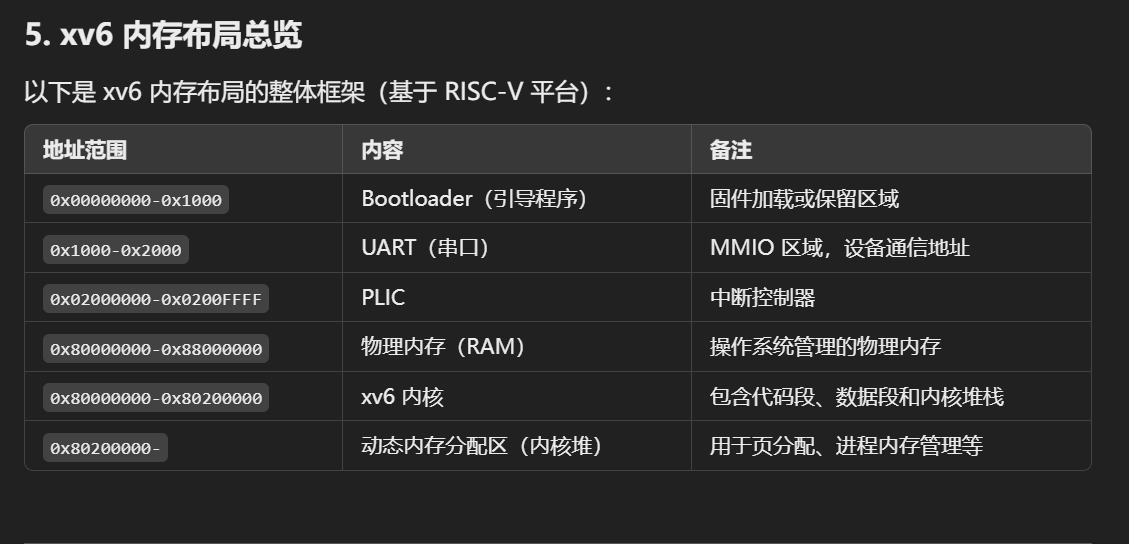 5. xv6 内存布局总览
以下是 xv6 内存布局的整体框架（基于 RISC-V 平台）：
地址范围 内容 备注
0x00000000-0x1000 Bootloader（引导程序） 固件加载或保留区域
0x1000-0x2000 UART（串口） MMIO 区域，设备通信地址
0x02000000-0x0200FFFF PLIC 中断控制器
0x80000000-0x88000000 物理内存（RAM） 操作系统管理的物理内存
0x80000000-0x80200000 xv6 内核 包含代码段、数据段和内核堆栈
0x80200000- 动态内存分配区（内核堆） 用于页分配、进程内存管理等